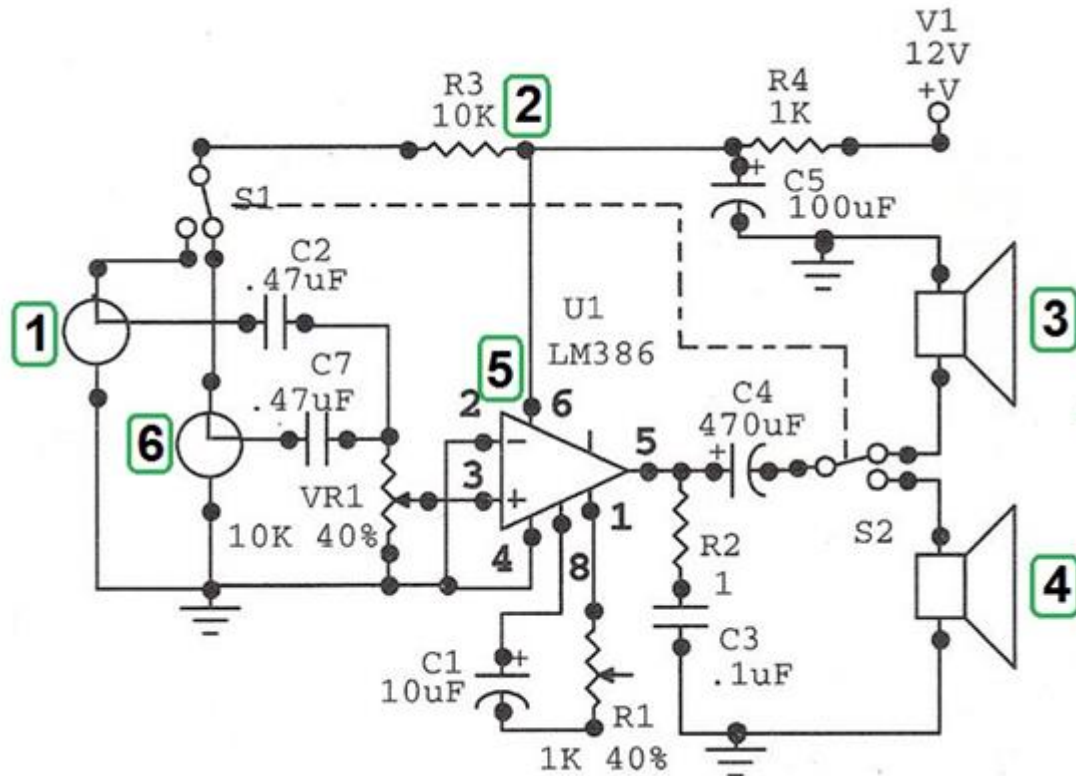 V1
12V
+V
R3
10K
2
R4
1K
S1
+
C5
100uF
C2
.47uF
1
U1
LM386
3
C7
.47uF
5
2
6
C4
470uF
6
−
5
+
3
+
VR1
10K 40%
4
1
8
R2
1
S2
4
C1
10uF
+
C3
.1uF
R1
1K 40%